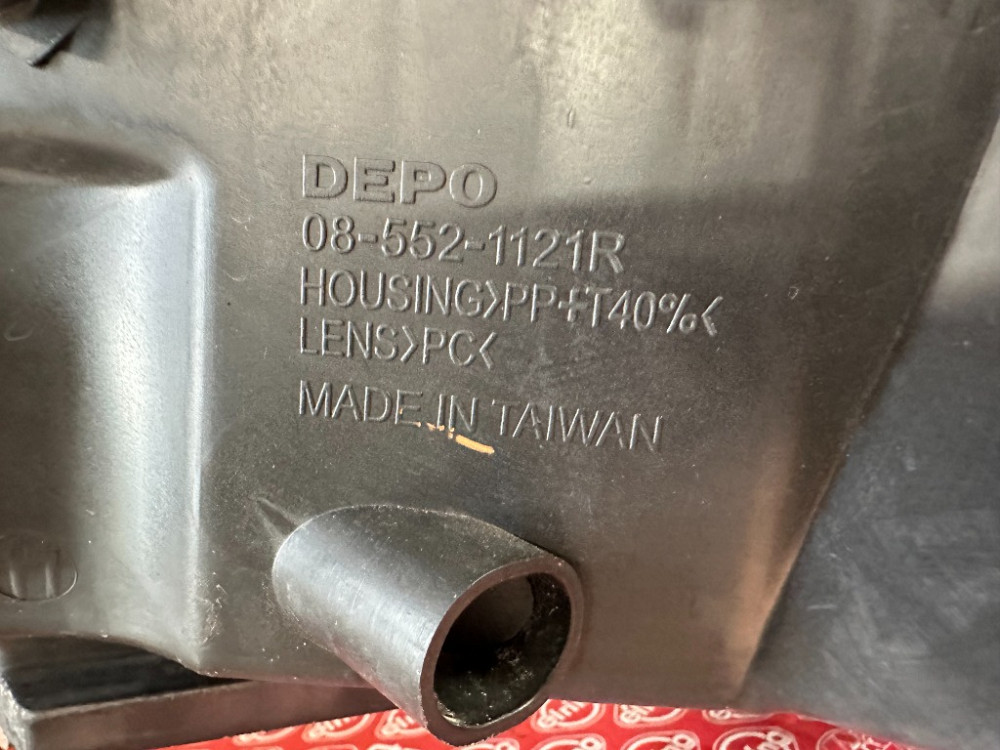 DEPO
08-552-1121R
HOUSING>PP+T40%<
LENS>PC<
MADE IN TAIWAN